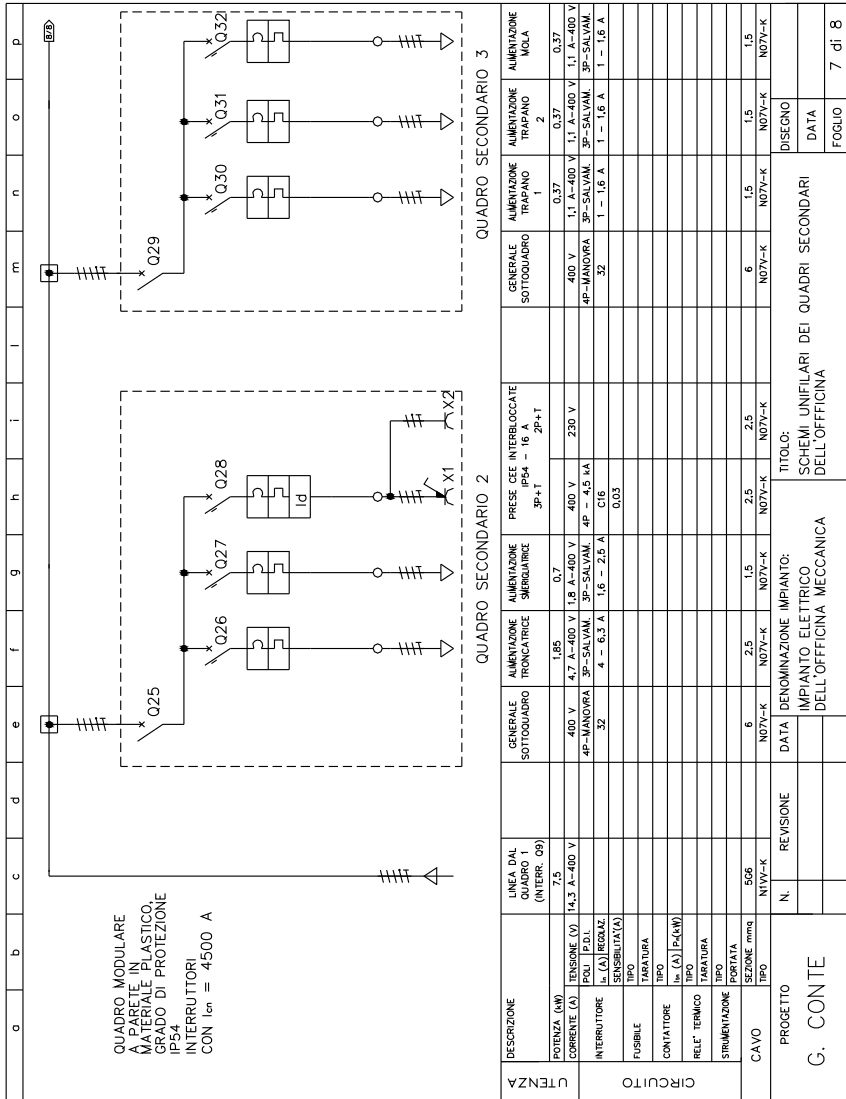 a b c d e f g h i l m n o p
QUADRO MODULARE
A PARETE IN
MATERIALE PLASTICO,
GRADO DI PROTEZIONE
IP54
INTERRUTTORI
CON Icn = 4500 A
8/8
Q25
Q26
Q27
Q28
Id
X1
X2
QUADRO SECONDARIO 2
Q29
Q30
Q31
Q32
QUADRO SECONDARIO 3
UTENZA
DESCRIZIONE
LINEA DAL
QUADRO 1
(INTERR. Q9)
GENERALE
SOTTOQUADRO
ALIMENTAZIONE
TRONCATRICE
ALIMENTAZIONE
SMERIGLIATRICE
PRESE CEE INTERBLOCCATE
IP54 - 16 A
3P+T 2P+T
GENERALE
SOTTOQUADRO
ALIMENTAZIONE
TRAPANO
1
ALIMENTAZIONE
TRAPANO
2
ALIMENTAZIONE
MOLA
POTENZA (kW) 7,5 1,85 0,7 0,37 0,37 0,37
CORRENTE (A) TENSIONE (V) 14,3 A-400 V 400 V 4,7 A-400 V 1,8 A-400 V 400 V 230 V 400 V 1,1 A-400 V 1,1 A-400 V 1,1 A-400 V
CIRCUITO
INTERRUTTORE
POLI P.D.I. 4P-MANOVRA 3P-SALVAM. 3P-SALVAM. 4P - 4,5 kA 4P-MANOVRA 3P-SALVAM. 3P-SALVAM. 3P-SALVAM.
In (A) REGOLAZ. 32 4 - 6,3 A 1,6 - 2,5 A C16 32 1 - 1,6 A 1 - 1,6 A 1 - 1,6 A
SENSIBILITA'(A) 0,03
FUSIBILE
TIPO
TARATURA
CONTATTORE
TIPO
In (A) Pn(kW)
RELE' TERMICO
TIPO
TARATURA
STRUMENTAZIONE
TIPO
PORTATA
CAVO
SEZIONE mmq 5G6 6 2,5 1,5 2,5 2,5 6 1,5 1,5 1,5
TIPO N1VV-K N07V-K N07V-K N07V-K N07V-K N07V-K N07V-K N07V-K N07V-K N07V-K
PROGETTO
G. CONTE
N. REVISIONE DATA
DENOMINAZIONE IMPIANTO:
IMPIANTO ELETTRICO
DELL'OFFFICINA MECCANICA
TITOLO:
SCHEMI UNIFILARI DEI QUADRI SECONDARI
DELL'OFFFICINA
DISEGNO
DATA
FOGLIO 7 di 8